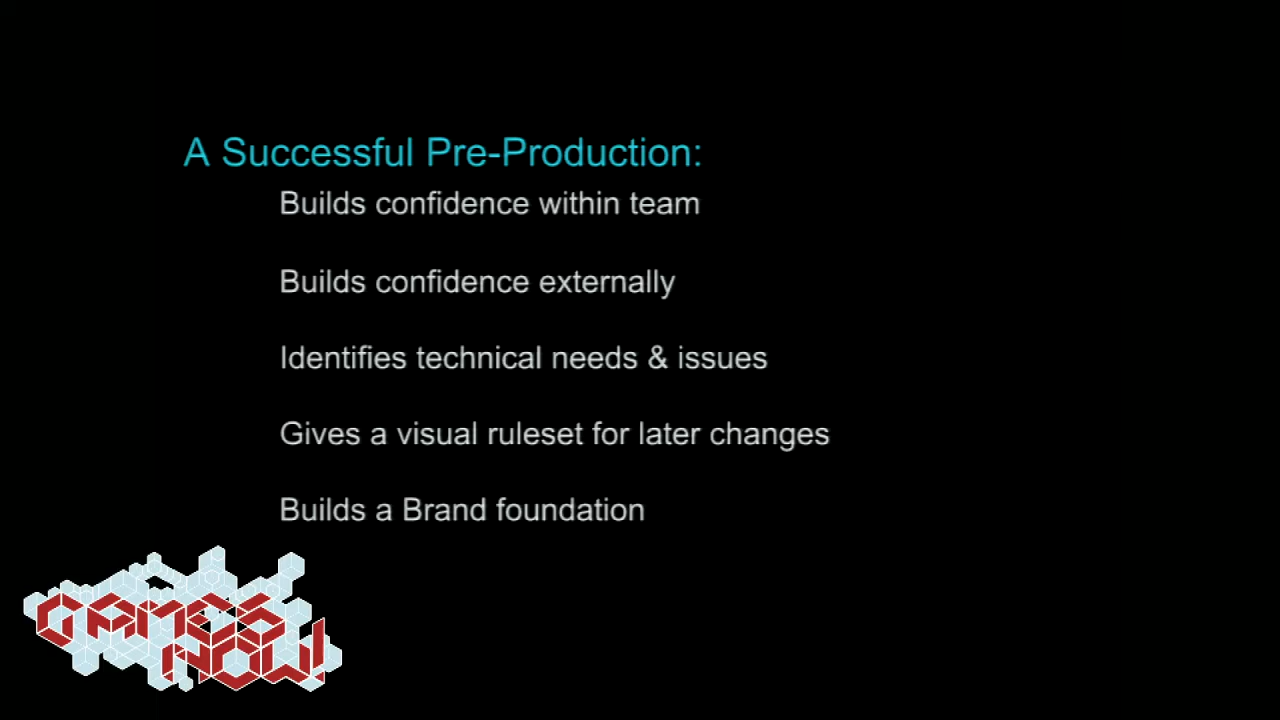 A Successful Pre-Production:
Builds confidence within team
Builds confidence externally
Identifies technical needs & issues
Gives a visual ruleset for later changes
Builds a Brand foundation
GAMES
NOW!